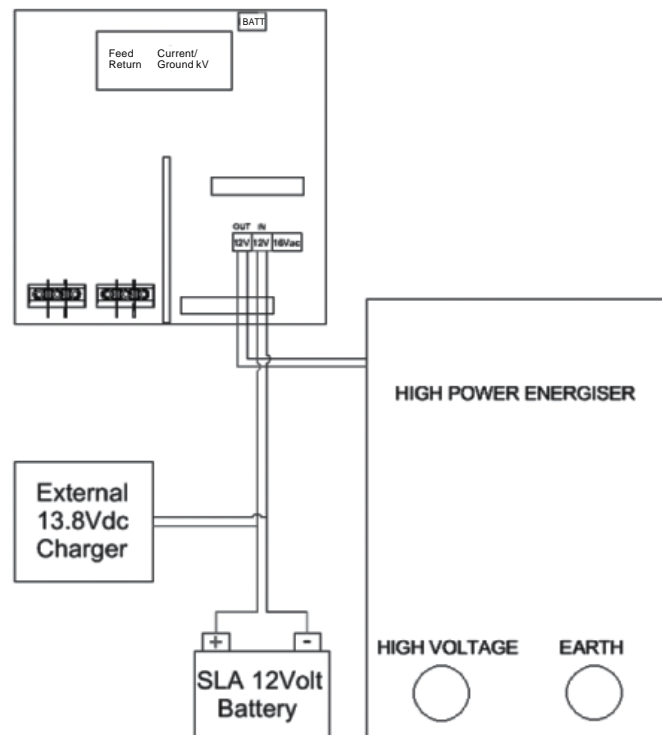 BATT
Feed Current/
Return Ground kV
OUT IN
12V 12V 16Vac
HIGH POWER ENERGISER
External
13.8Vdc
Charger
+ -
SLA 12Volt
Battery
HIGH VOLTAGE EARTH